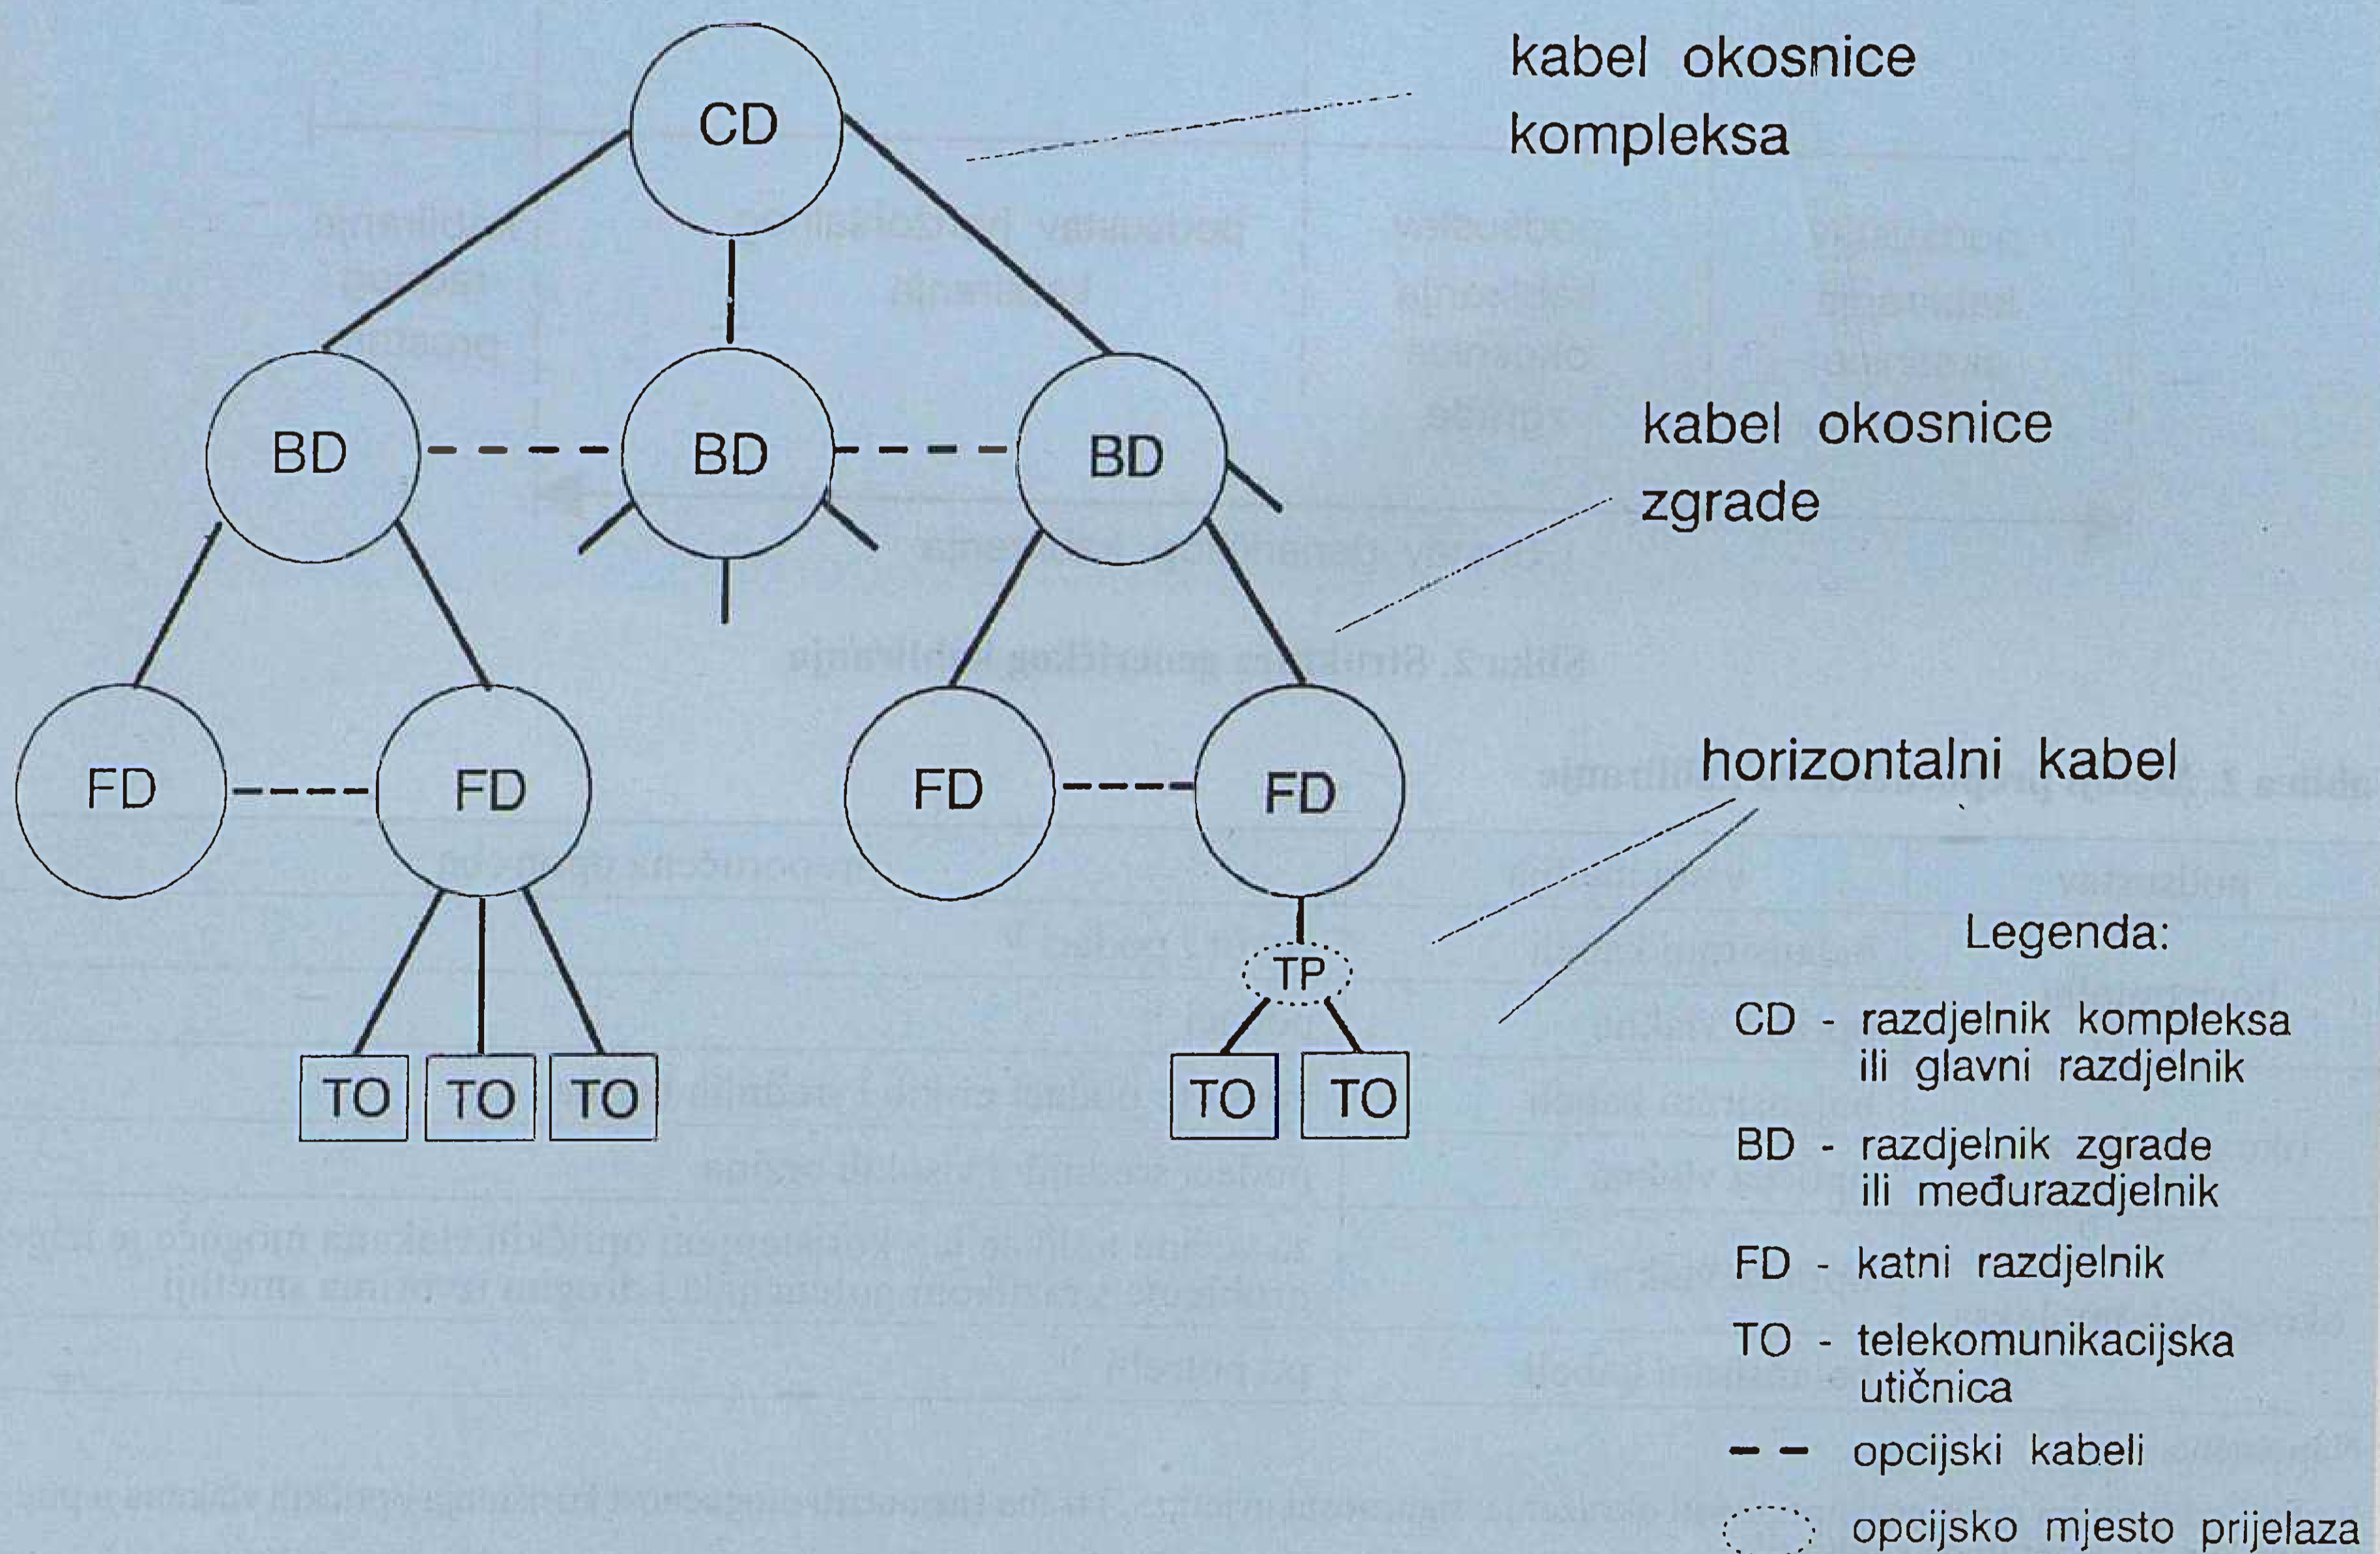 CD
kabel okosnice
kompleksa
BD
BD
BD
kabel okosnice
zgrade
FD
FD
FD
FD
horizontalni kabel
TP
TO
TO
TO
TO
TO
Legenda:
CD - razdjelnik kompleksa
ili glavni razdjelnik
BD - razdjelnik zgrade
ili međurazdjelnik
FD - katni razdjelnik
TO - telekomunikacijska
utičnica
opcijski kabeli
opcijsko mjesto prijelaza